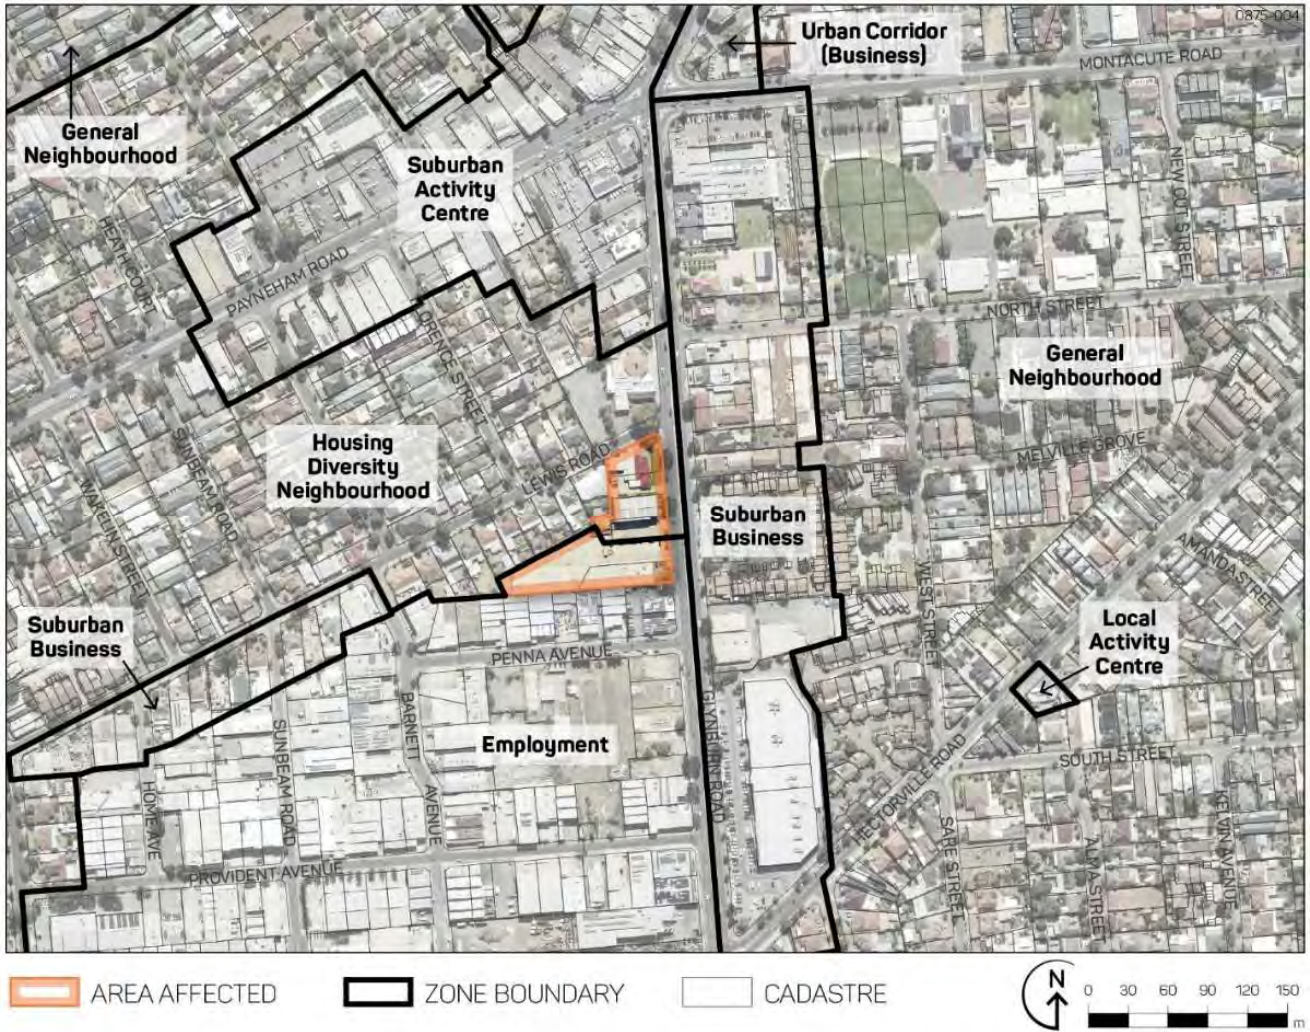 0875-004
Urban Corridor
(Business)
MONTACUTE ROAD
General
Neighbourhood
Suburban
Activity
Centre
NEW CUT STREET
HEATH COURT
PAYNEHAM ROAD
NORTH STREET
FLORENCE STREET
General
Neighbourhood
Housing
Diversity
Neighbourhood
SUNBEAM ROAD
WAKELIN STREET
LEWIS ROAD
MELVILLE GROVE
Suburban
Business
AMANDA STREET
WEST STREET
Suburban
Business
Local
Activity
Centre
PENNA AVENUE
BARNETT
AVENUE
GLYNBURN ROAD
Employment
SUNBEAM ROAD
HOME AVE
HECTORVILLE ROAD
SOUTH STREET
KELVIN AVENUE
SARE STREET
ALMA STREET
PROVIDENT AVENUE
AREA AFFECTED
ZONE BOUNDARY
CADASTRE
N
0 30 60 90 120 150
m